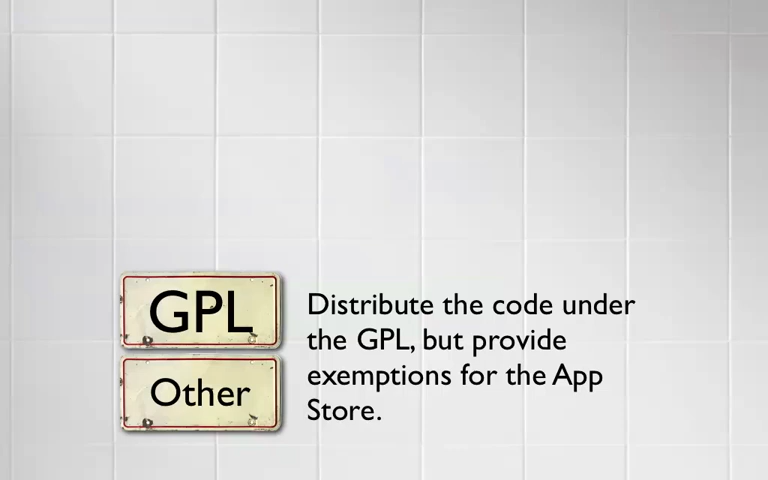 GPL
Other
Distribute the code under
the GPL, but provide
exemptions for the App
Store.